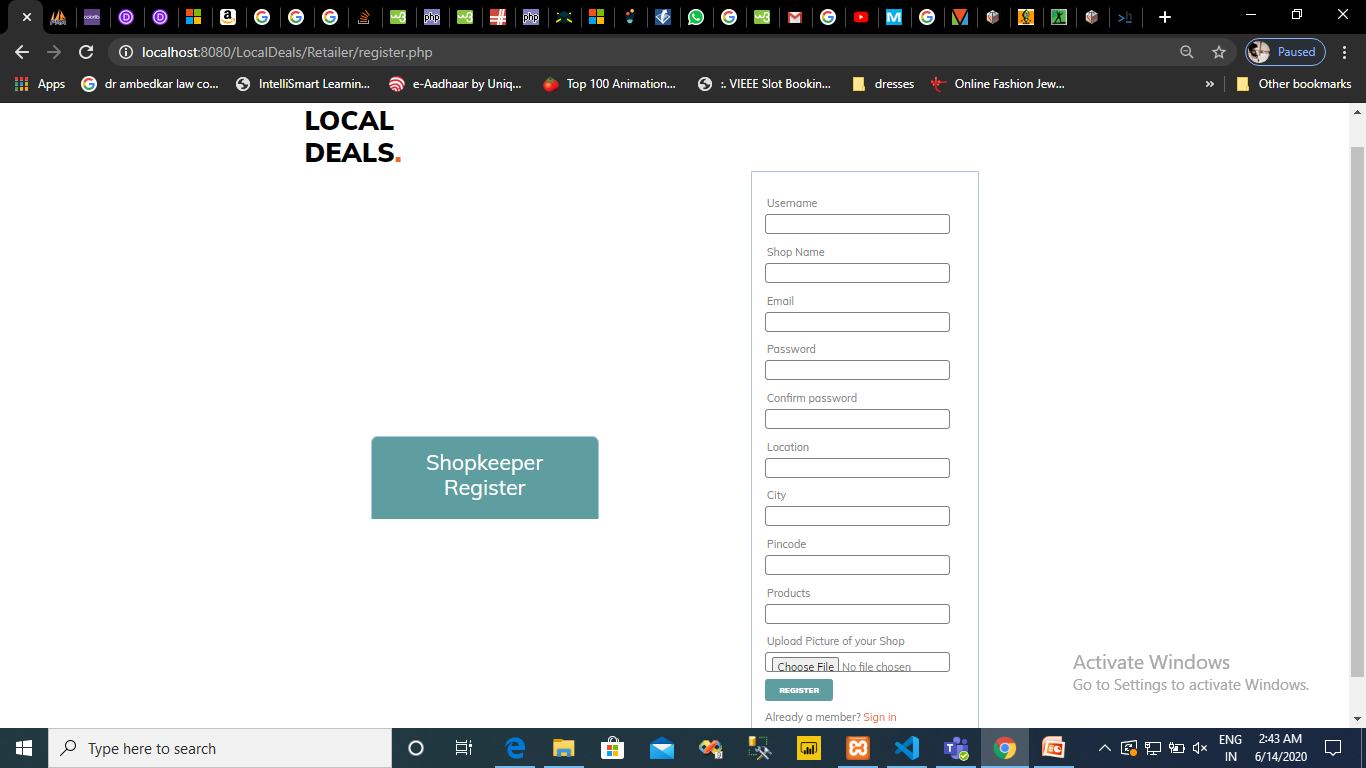 localhost:8080/LocalDeals/Retailer/register.php
Paused
Apps
dr ambedkar law co...
IntelliSmart Learnin...
e-Aadhaar by Uniq...
Top 100 Animation...
:. VIEEE Slot Bookin...
dresses
Online Fashion Jew...
»
Other bookmarks
LOCAL
DEALS.
Username
Shop Name
Email
Password
Confirm password
Location
City
Pincode
Products
Upload Picture of your Shop
Choose File No file chosen
REGISTER
Already a member? Sign in
Shopkeeper
Register
Activate Windows
Go to Settings to activate Windows.
Type here to search
ENG
IN
2:43 AM
6/14/2020